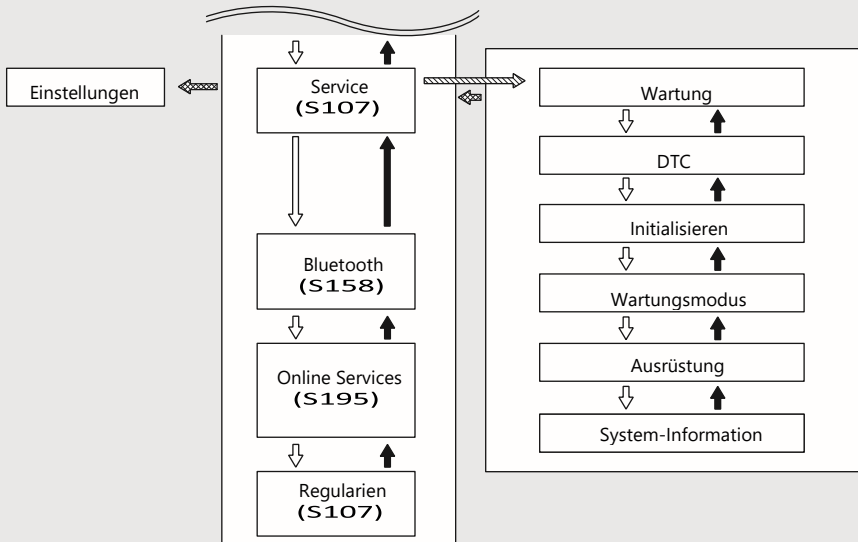 Einstellungen
Service
(S107)
Bluetooth
(S158)
Online Services
(S195)
Regularien
(S107)
Wartung
DTC
Initialisieren
Wartungsmodus
Ausrüstung
System-Information